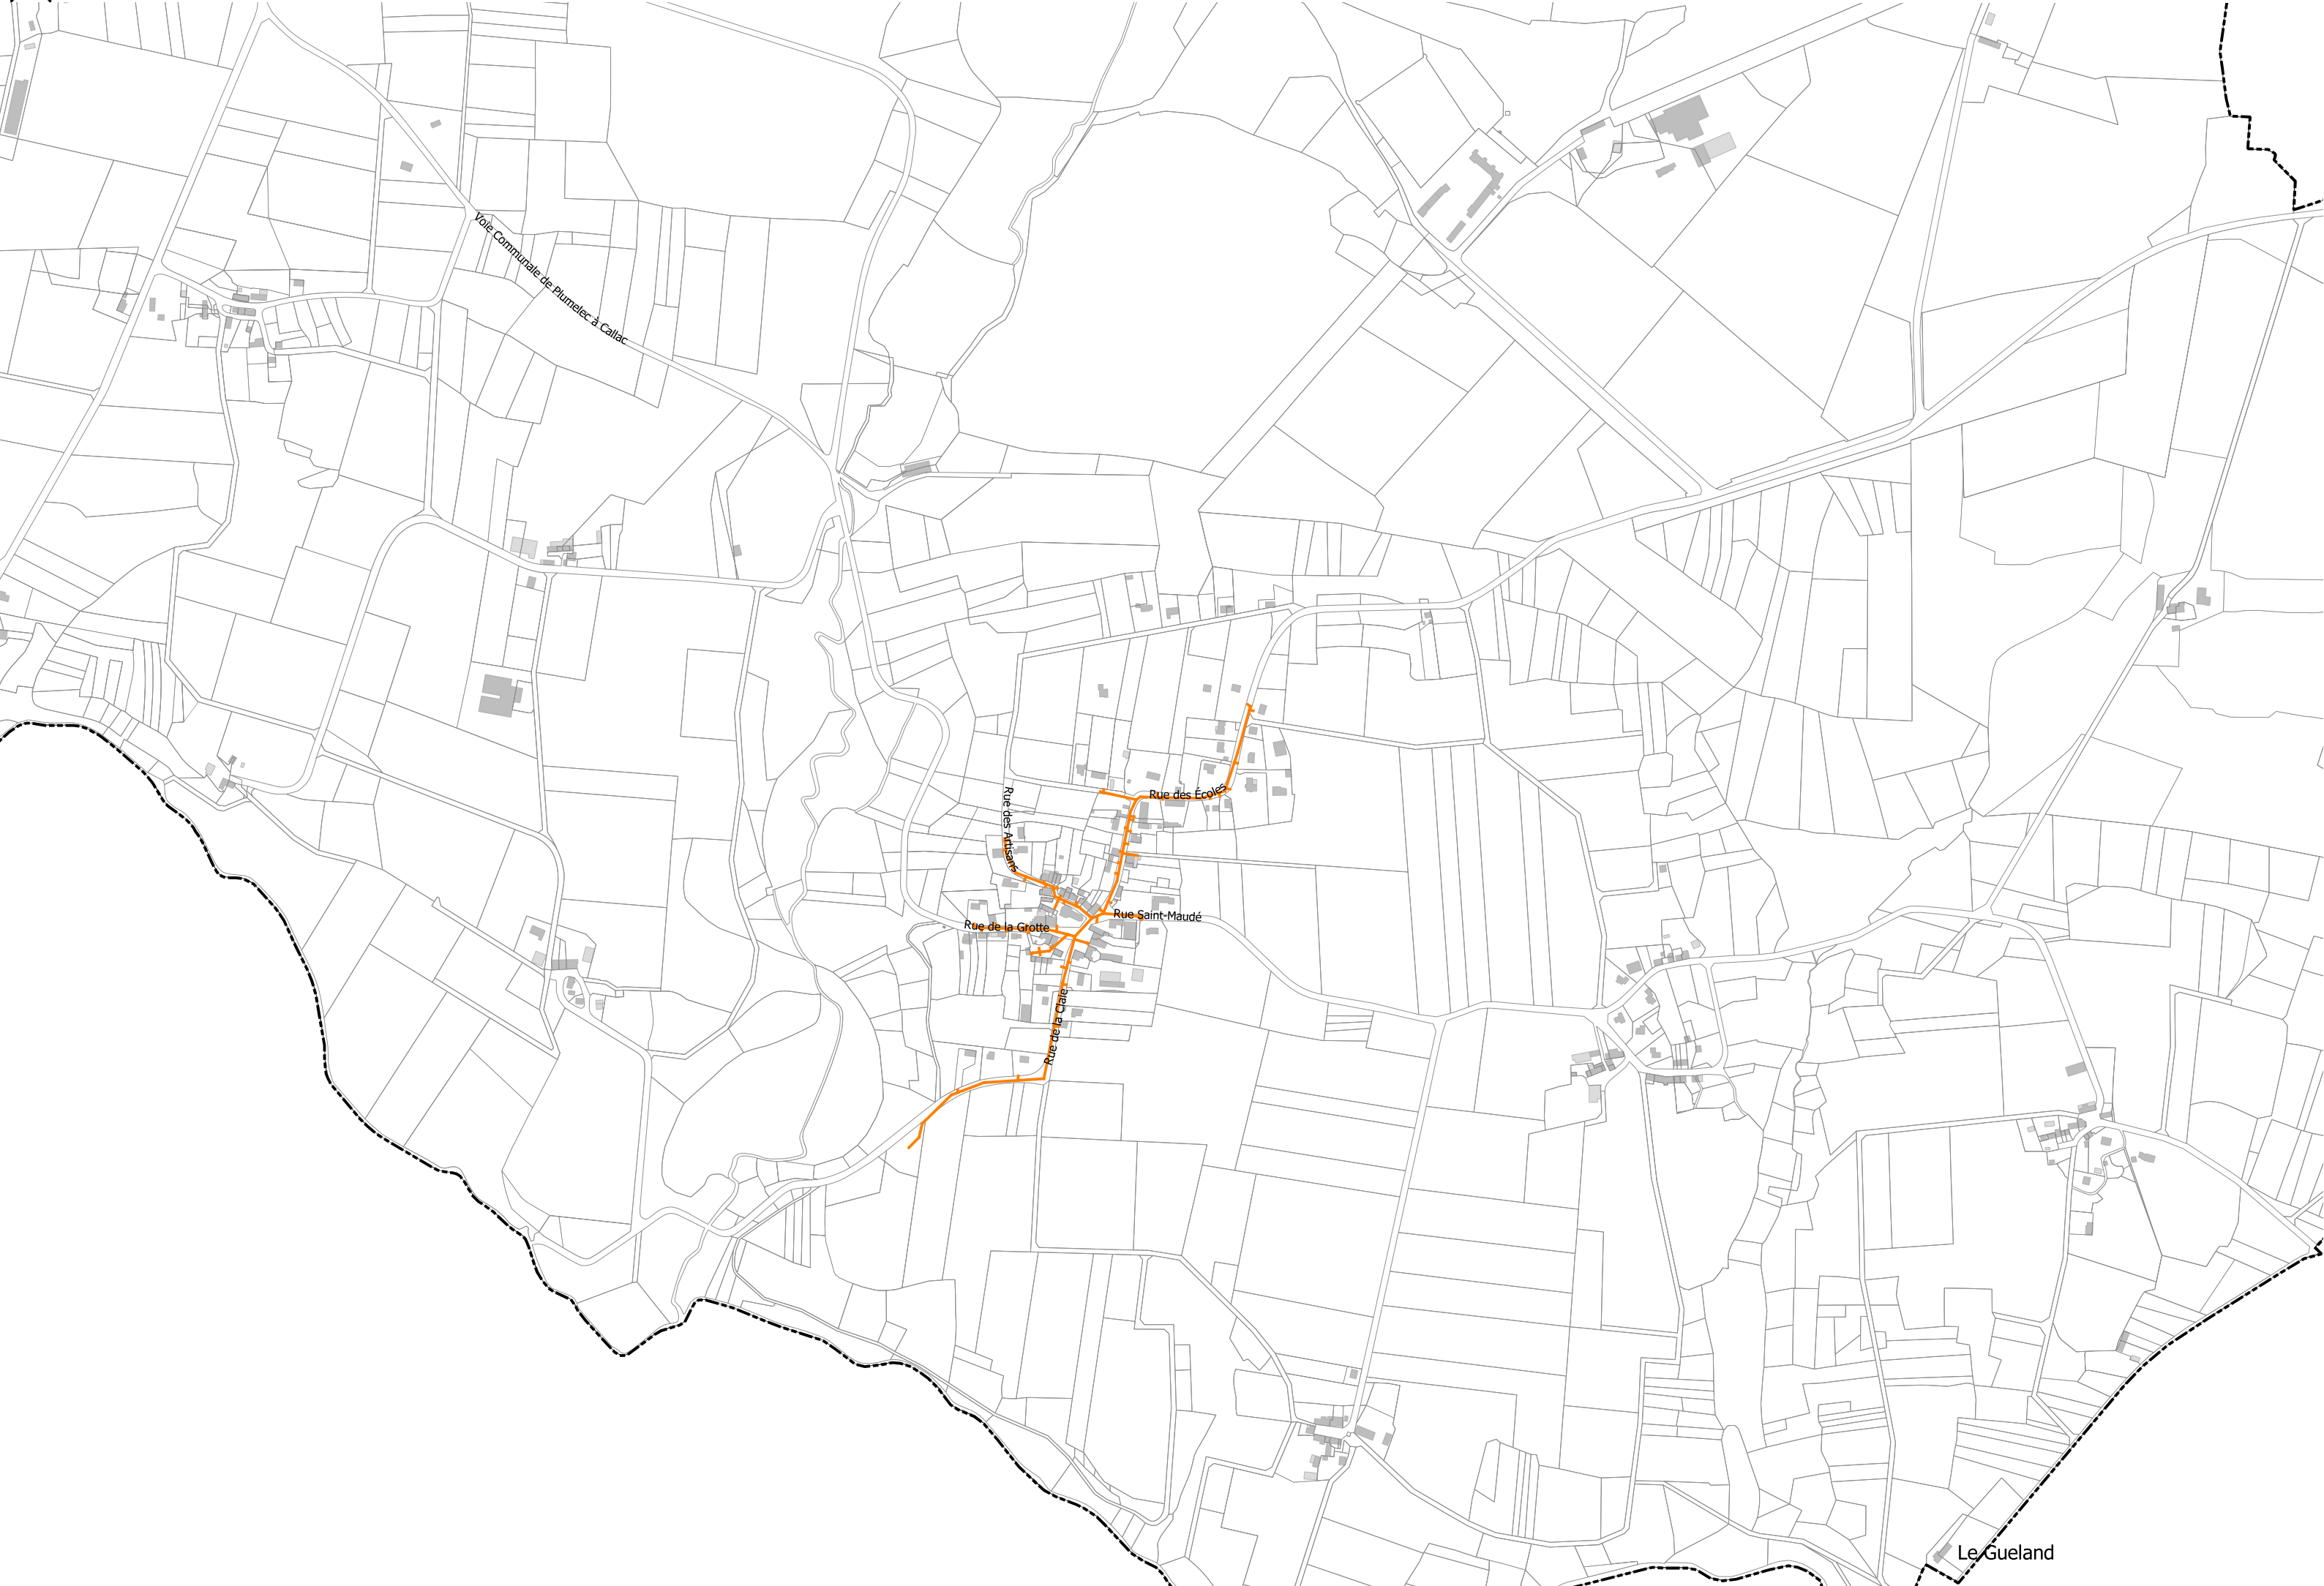 Voie Communale de Plumelec à Callac
Rue des Écoles
Rue des Artisans
Rue Saint-Maudé
Rue de la Grotte
Rue de la Claie
Le Gueland